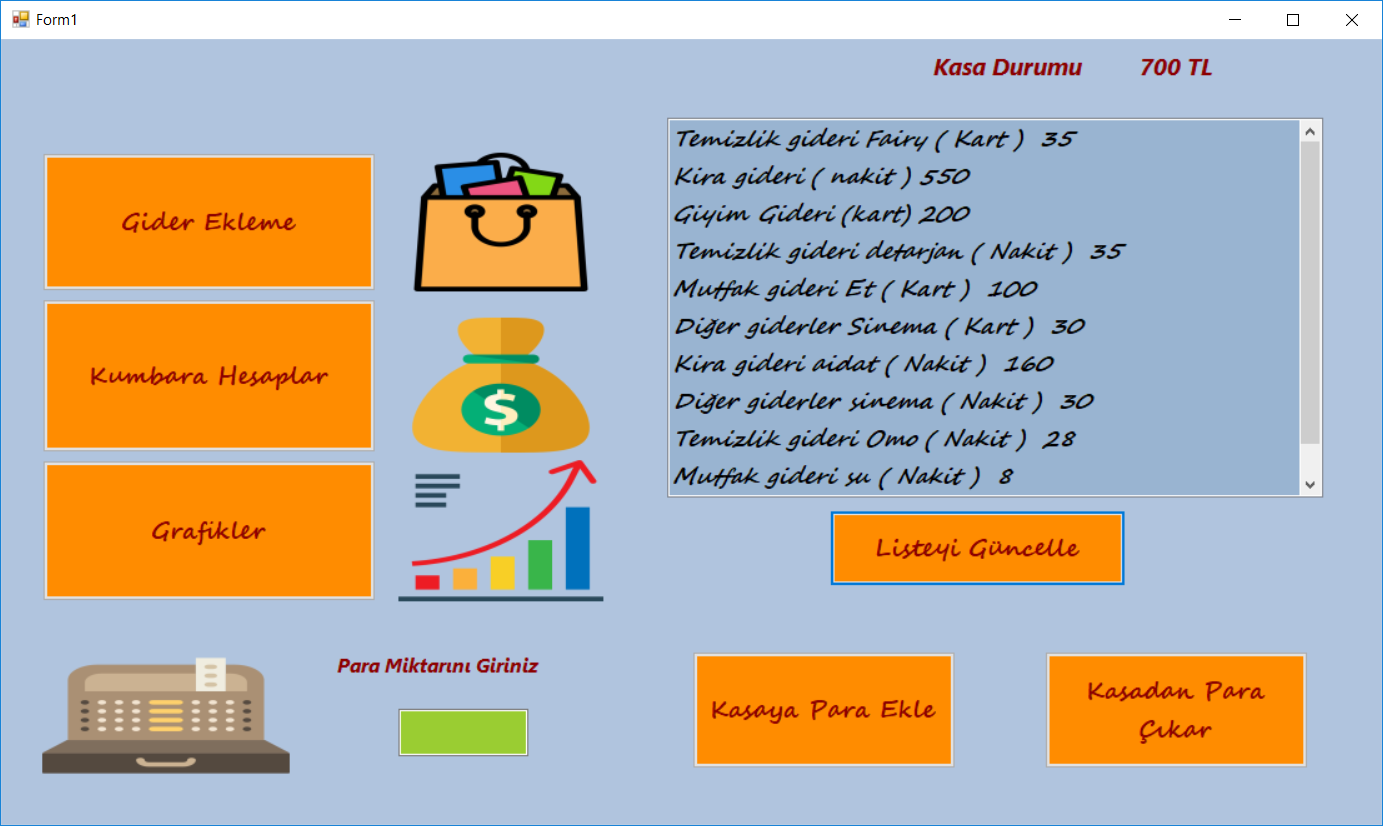 Form1
Kasa Durumu 700 TL
Temizlik gideri Fairy ( Kart ) 35
Kira gideri ( nakit ) 550
Giyim Gideri (kart) 200
Temizlik gideri detarjan ( Nakit ) 35
Mutfak gideri Et ( Kart ) 100
Diğer giderler Sinema ( Kart ) 30
Kira gideri aidat ( Nakit ) 160
Diğer giderler sinema ( Nakit ) 30
Temizlik gideri Omo ( Nakit ) 28
Mutfak gideri su ( Nakit ) 8
Gider Ekleme
Kumbara Hesaplar
$
Grafikler
Listeyi Güncelle
Para Miktarını Giriniz
Kasaya Para Ekle
Kasadan Para
Çıkar